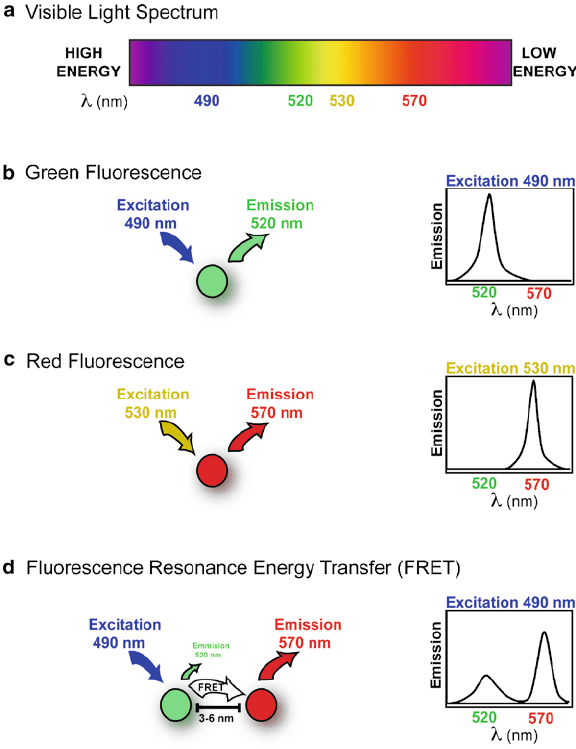 a Visible Light Spectrum
HIGH ENERGY
LOW ENERGY
λ (nm) 490 520 530 570
b Green Fluorescence
Excitation 490 nm
Emission 520 nm
Excitation 490 nm
Emission
520 570
λ (nm)
c Red Fluorescence
Excitation 530 nm
Emission 570 nm
Excitation 530 nm
Emission
520 570
λ (nm)
d Fluorescence Resonance Energy Transfer (FRET)
Excitation 490 nm
Emmision 520 nm
Emission 570 nm
FRET
3-6 nm
Excitation 490 nm
Emission
520 570
λ (nm)